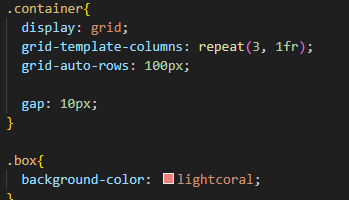 .container{
  display: grid;
  grid-template-columns: repeat(3, 1fr);
  grid-auto-rows: 100px;

  gap: 10px;
}

.box{
  background-color: lightcoral;
}